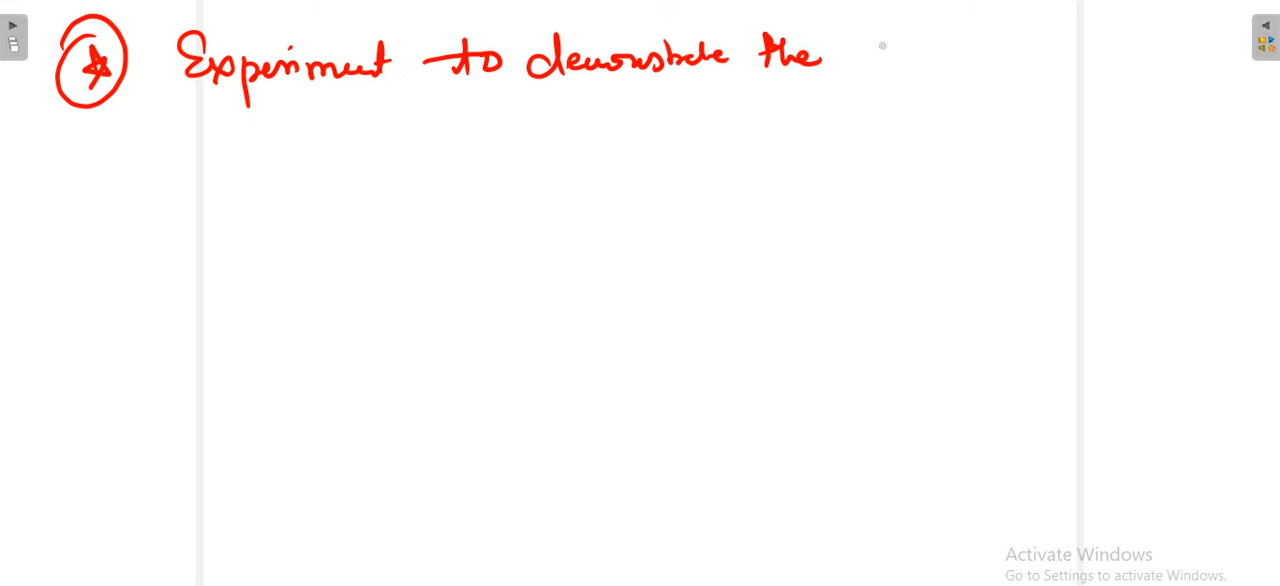 Experiment to demonstrate the
Activate Windows
Go to Settings to activate Windows.